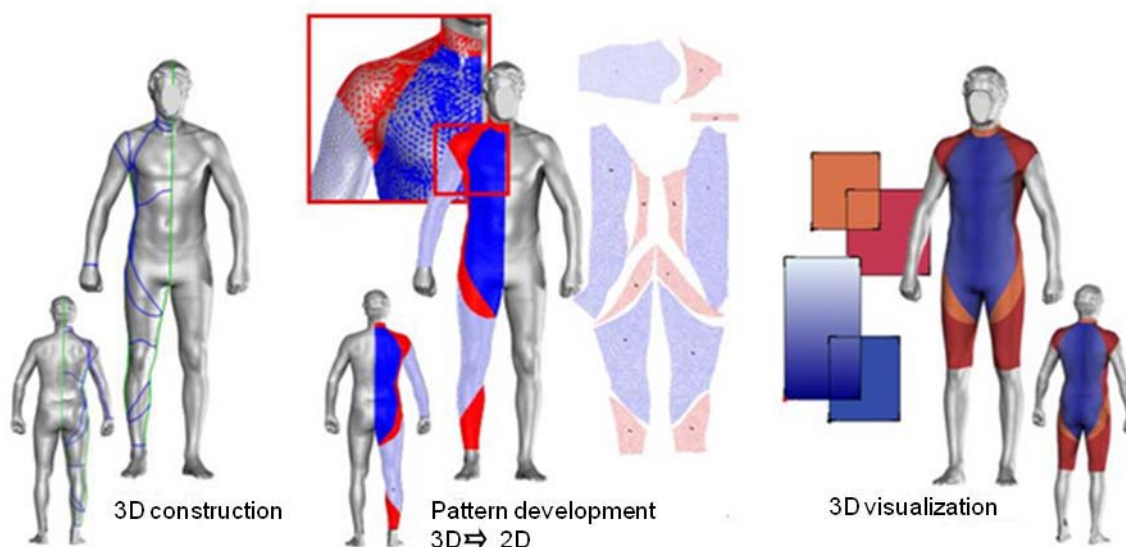 3D construction
Pattern development
3D⇨ 2D
3D visualization